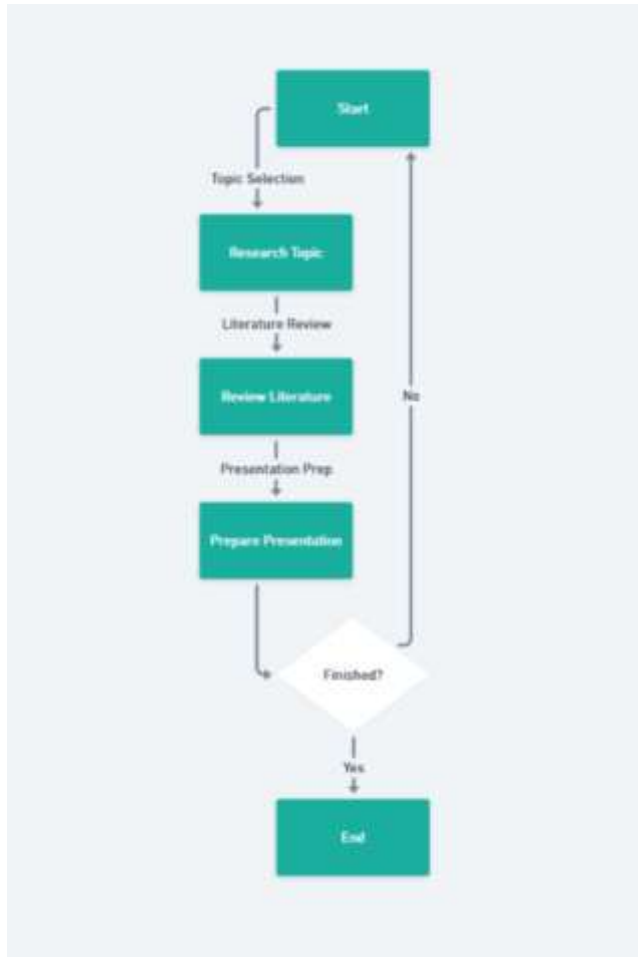 Start
Topic Selection
Research Topic
Literature Review
Review Literature
No
Presentation Prep
Prepare Presentation
Finished?
Yes
End